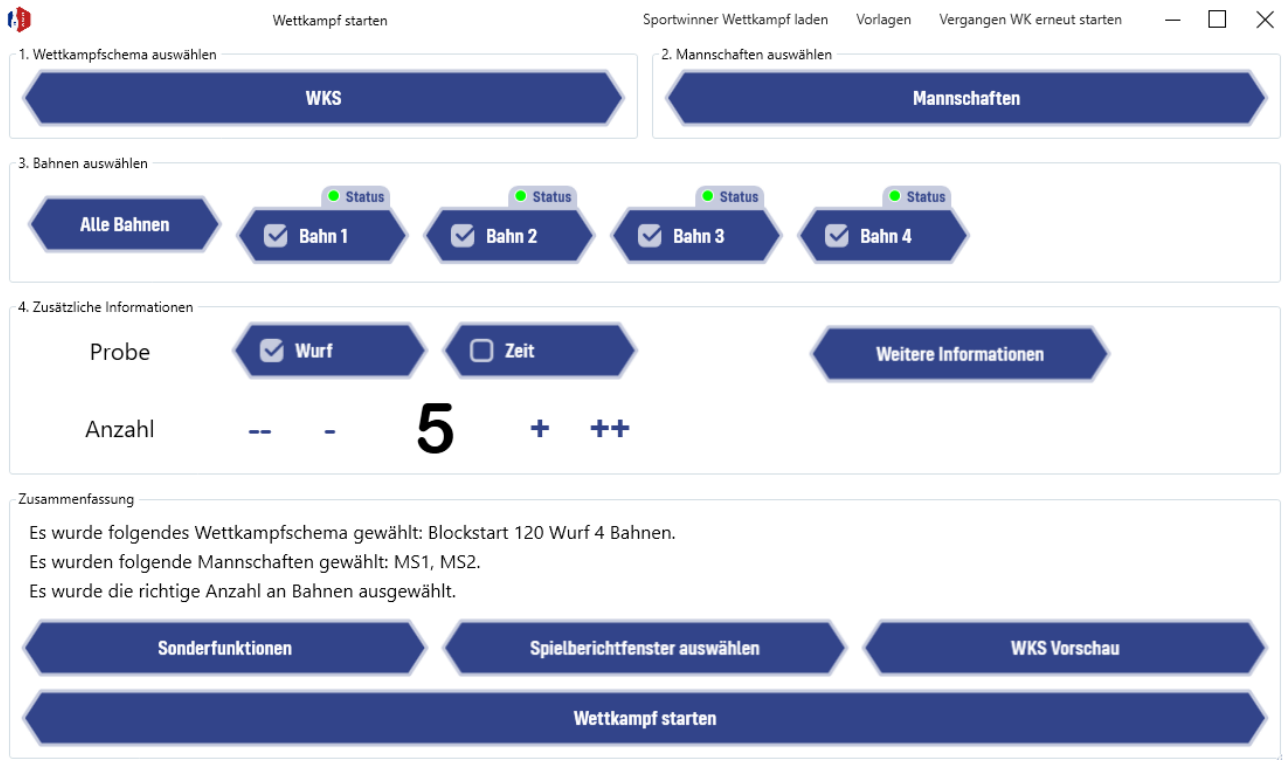 Wettkampf starten Sportwinner Wettkampf laden Vorlagen Vergangen WK erneut starten
1. Wettkampfschema auswählen 2. Mannschaften auswählen
WKS Mannschaften
3. Bahnen auswählen
Status Status Status Status
Alle Bahnen Bahn 1 Bahn 2 Bahn 3 Bahn 4
4. Zusätzliche Informationen
Probe Wurf Zeit Weitere Informationen
Anzahl -- - 5 + ++
Zusammenfassung
Es wurde folgendes Wettkampfschema gewählt: Blockstart 120 Wurf 4 Bahnen.
Es wurden folgende Mannschaften gewählt: MS1, MS2.
Es wurde die richtige Anzahl an Bahnen ausgewählt.
Sonderfunktionen Spielberichtfenster auswählen WKS Vorschau
Wettkampf starten